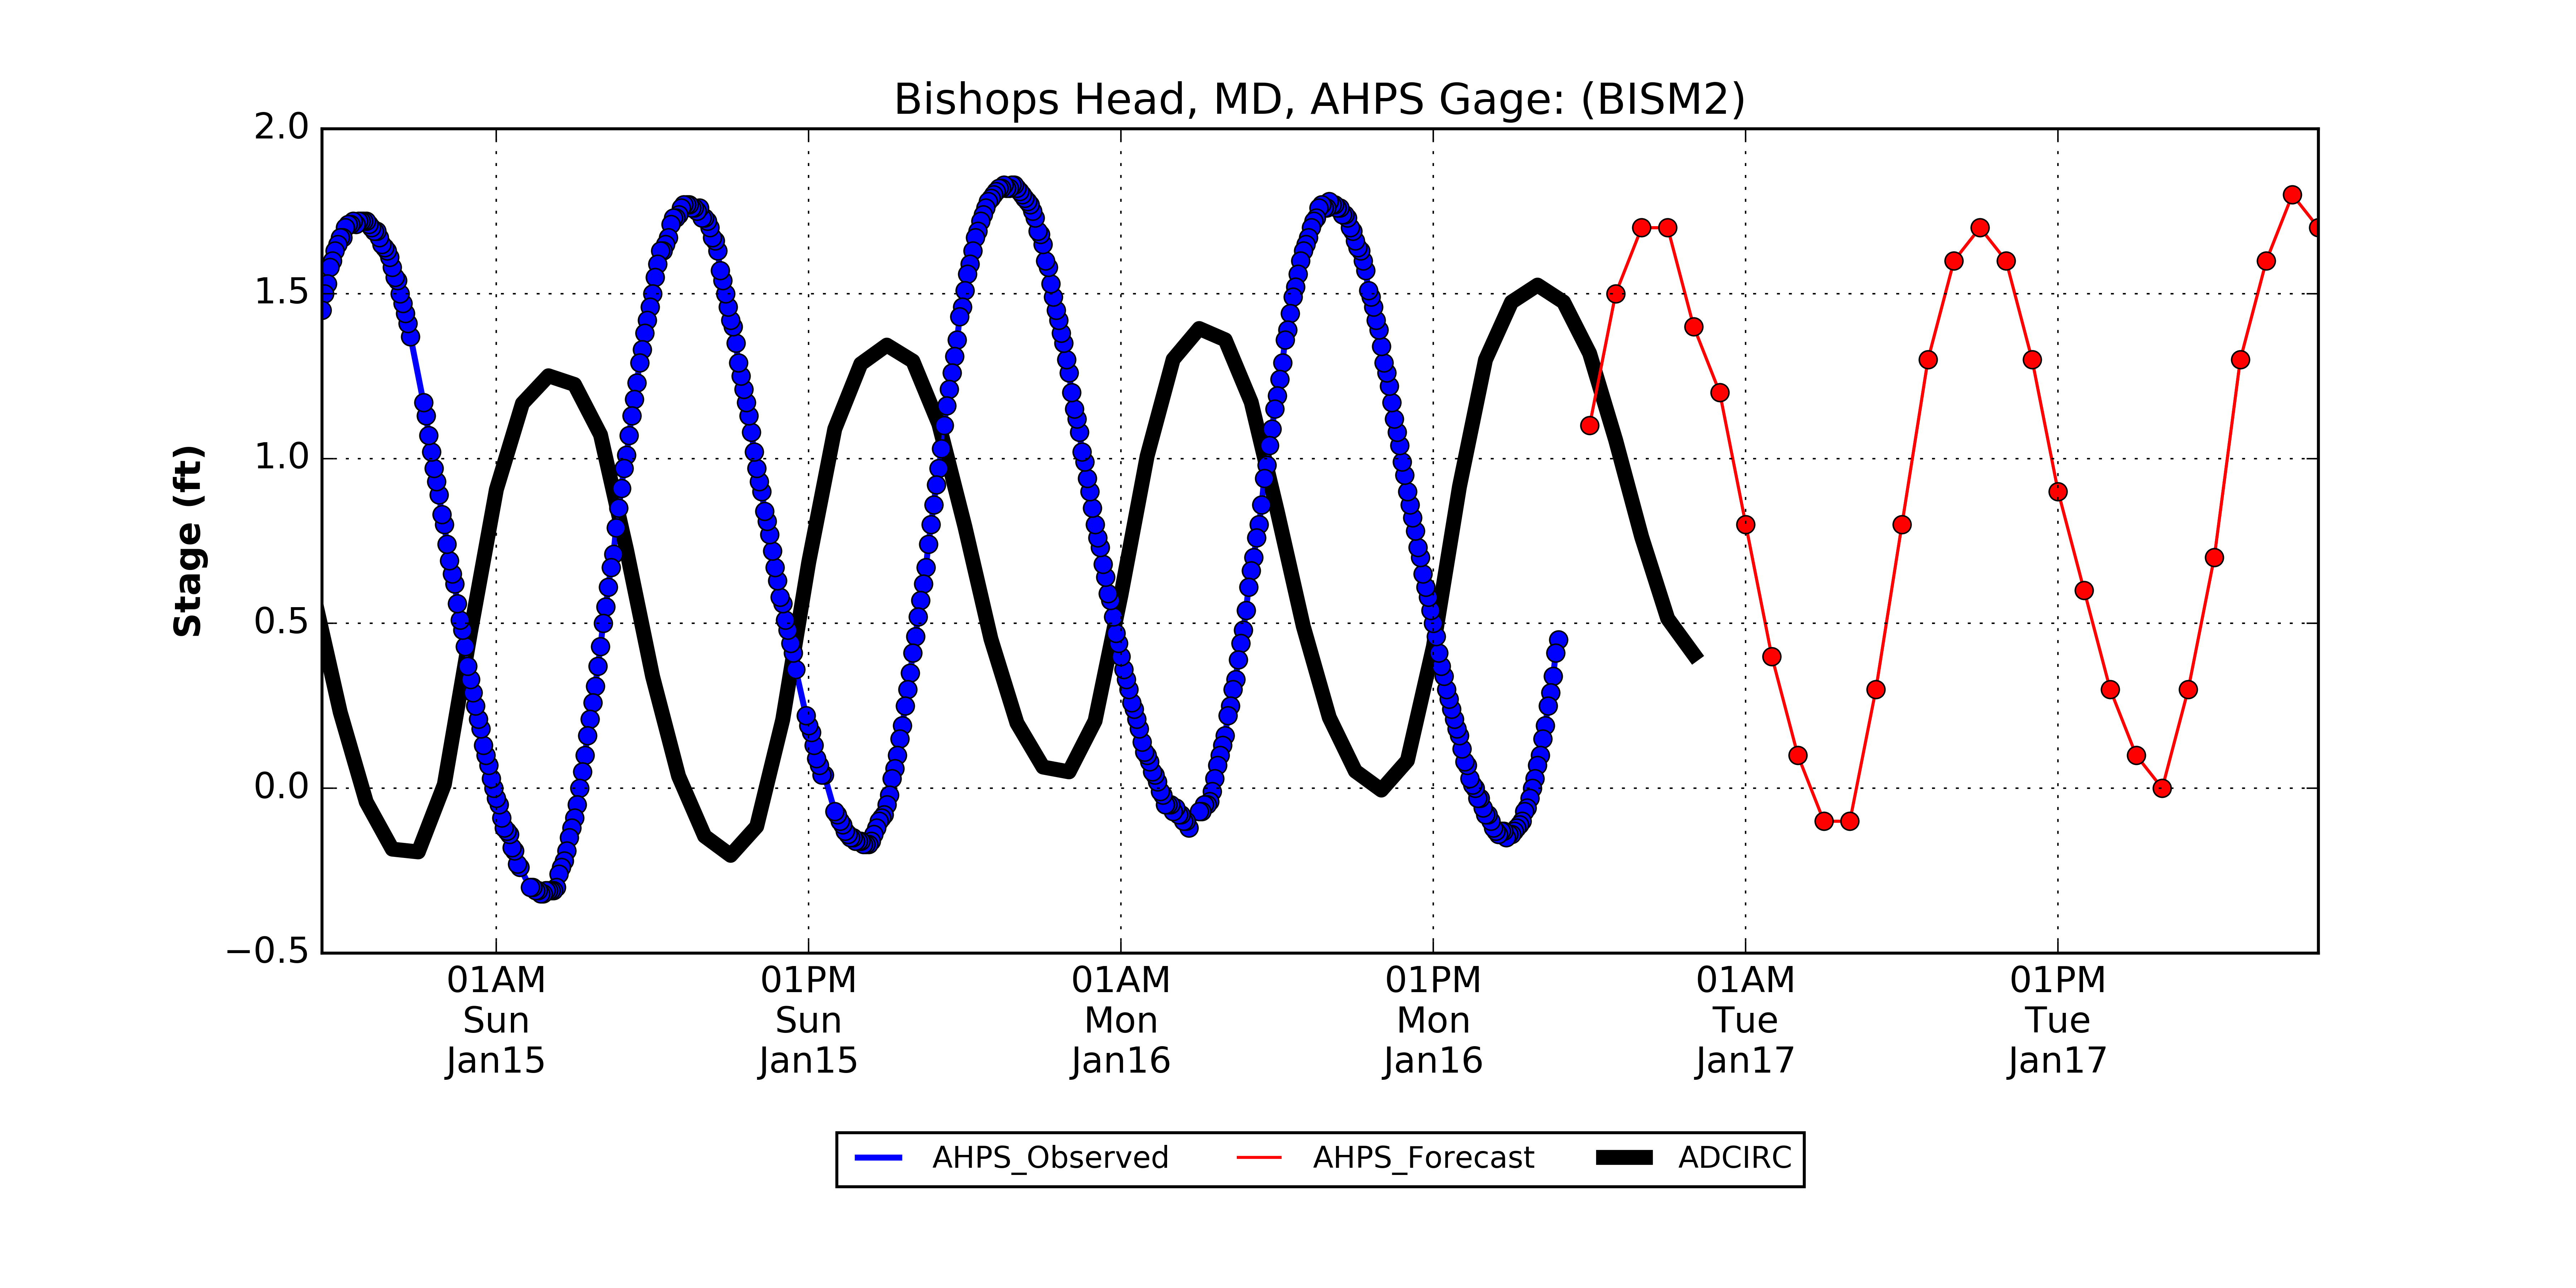 Bishops Head, MD, AHPS Gage: (BISM2)
2.0
1.5
1.0
0.5
0.0
−0.5
Stage (ft)
01AM 01PM 01AM 01PM 01AM 01PM
Sun Sun Mon Mon Tue Tue
Jan15 Jan15 Jan16 Jan16 Jan17 Jan17
AHPS_Observed AHPS_Forecast ADCIRC